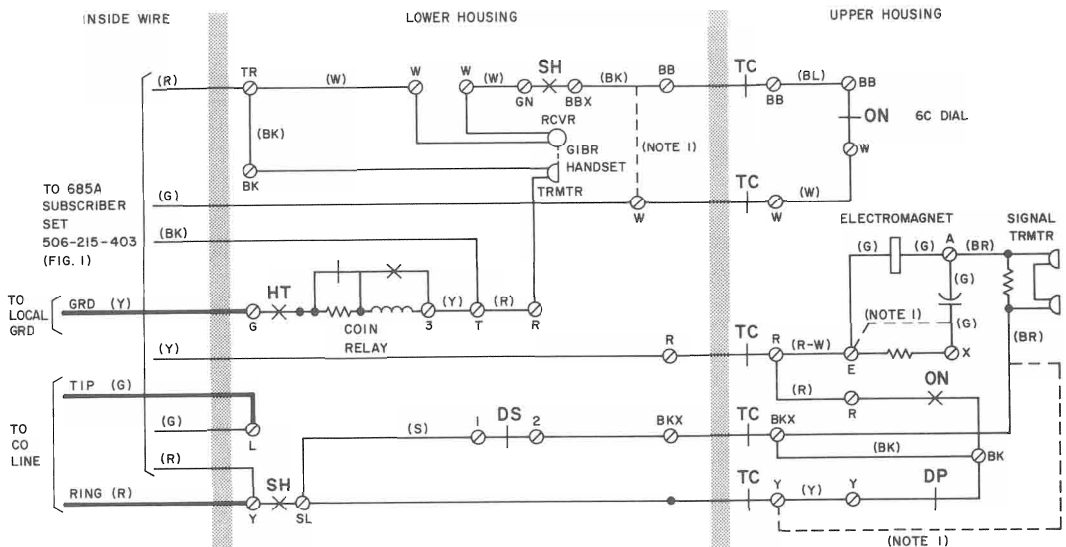 INSIDE WIRE LOWER HOUSING UPPER HOUSING
(R) TR (W) W W (W) GN SH BBX (BK) BB TC BB (BL) BB
ON 6C DIAL
(BK) RCVR GIBR (NOTE 1) W
HANDSET
BK TRMTR
TO 685A
SUBSCRIBER
SET
506-215-403
(FIG. 1)
(G) W TC W (W)
(BK)
ELECTROMAGNET SIGNAL
TRMTR
(G) (G) A (BR)
(G)
TO
LOCAL
GRD
GRD (Y) G HT 3 (Y) T (R) R
COIN
RELAY
(NOTE 1) (G)
(BR)
(Y) R TC R (R-W) E X
(R) R ON
TIP (G)
TO
CO
LINE
(G) L
(S) 1 DS 2 BKX TC BKX
(BK) BK
(R)
RING (R) Y SH SL TC Y (Y) Y DP
(NOTE 1)